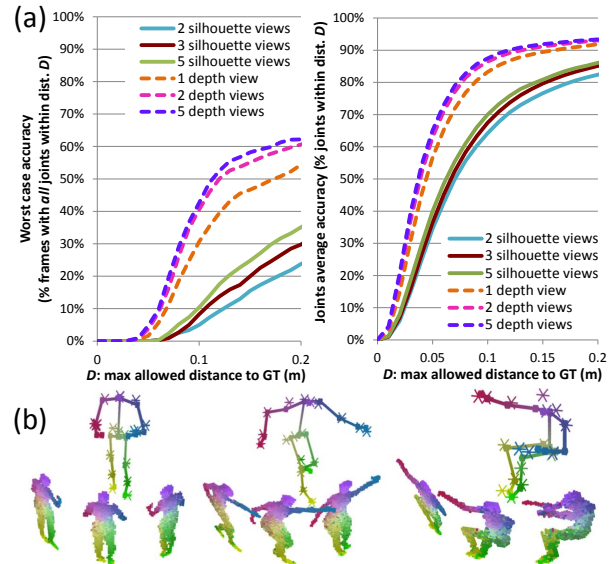 (a)
100%
90%
80%
70%
60%
50%
40%
30%
20%
10%
0%
Worst case accuracy
(% frames with all joints within dist. D)
2 silhouette views
3 silhouette views
5 silhouette views
1 depth view
2 depth views
5 depth views
0
0.1
0.2
D: max allowed distance to GT (m)
100%
90%
80%
70%
60%
50%
40%
30%
20%
10%
0%
Joints average accuracy (% joints within dist. D)
2 silhouette views
3 silhouette views
5 silhouette views
1 depth view
2 depth views
5 depth views
0
0.05
0.1
0.15
0.2
D: max allowed distance to GT (m)
(b)